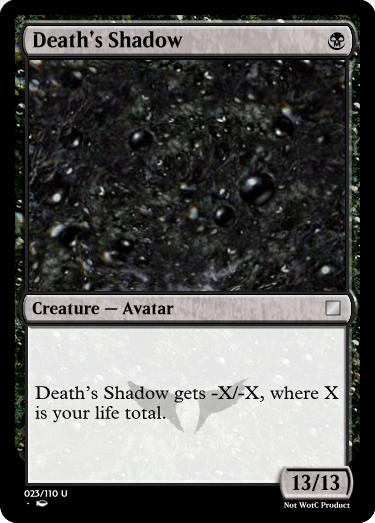 Death's Shadow
Creature — Avatar
Death's Shadow gets -X/-X, where X
is your life total.
13/13
023/110 U
Not WotC Product